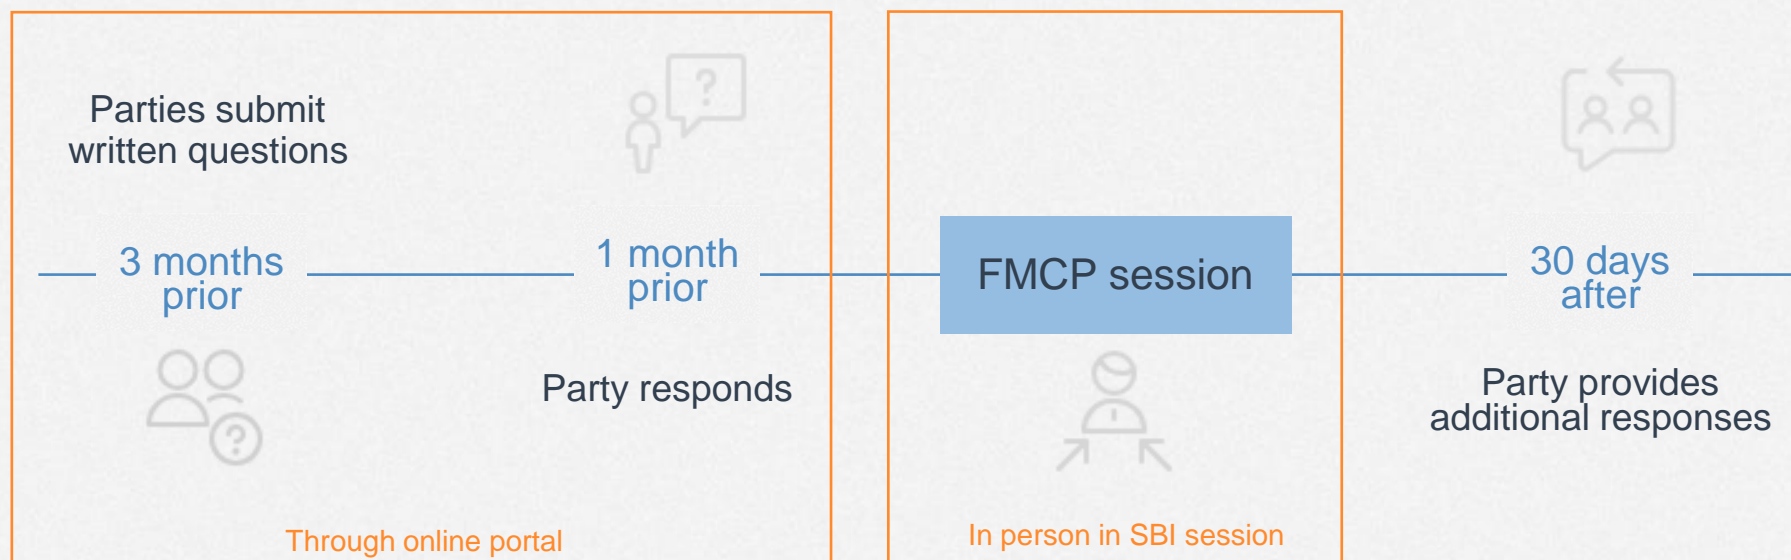 Parties submit
written questions
3 months
prior
1 month
prior
Party responds
Through online portal
FMCP session
In person in SBI session
30 days
after
Party provides
additional responses